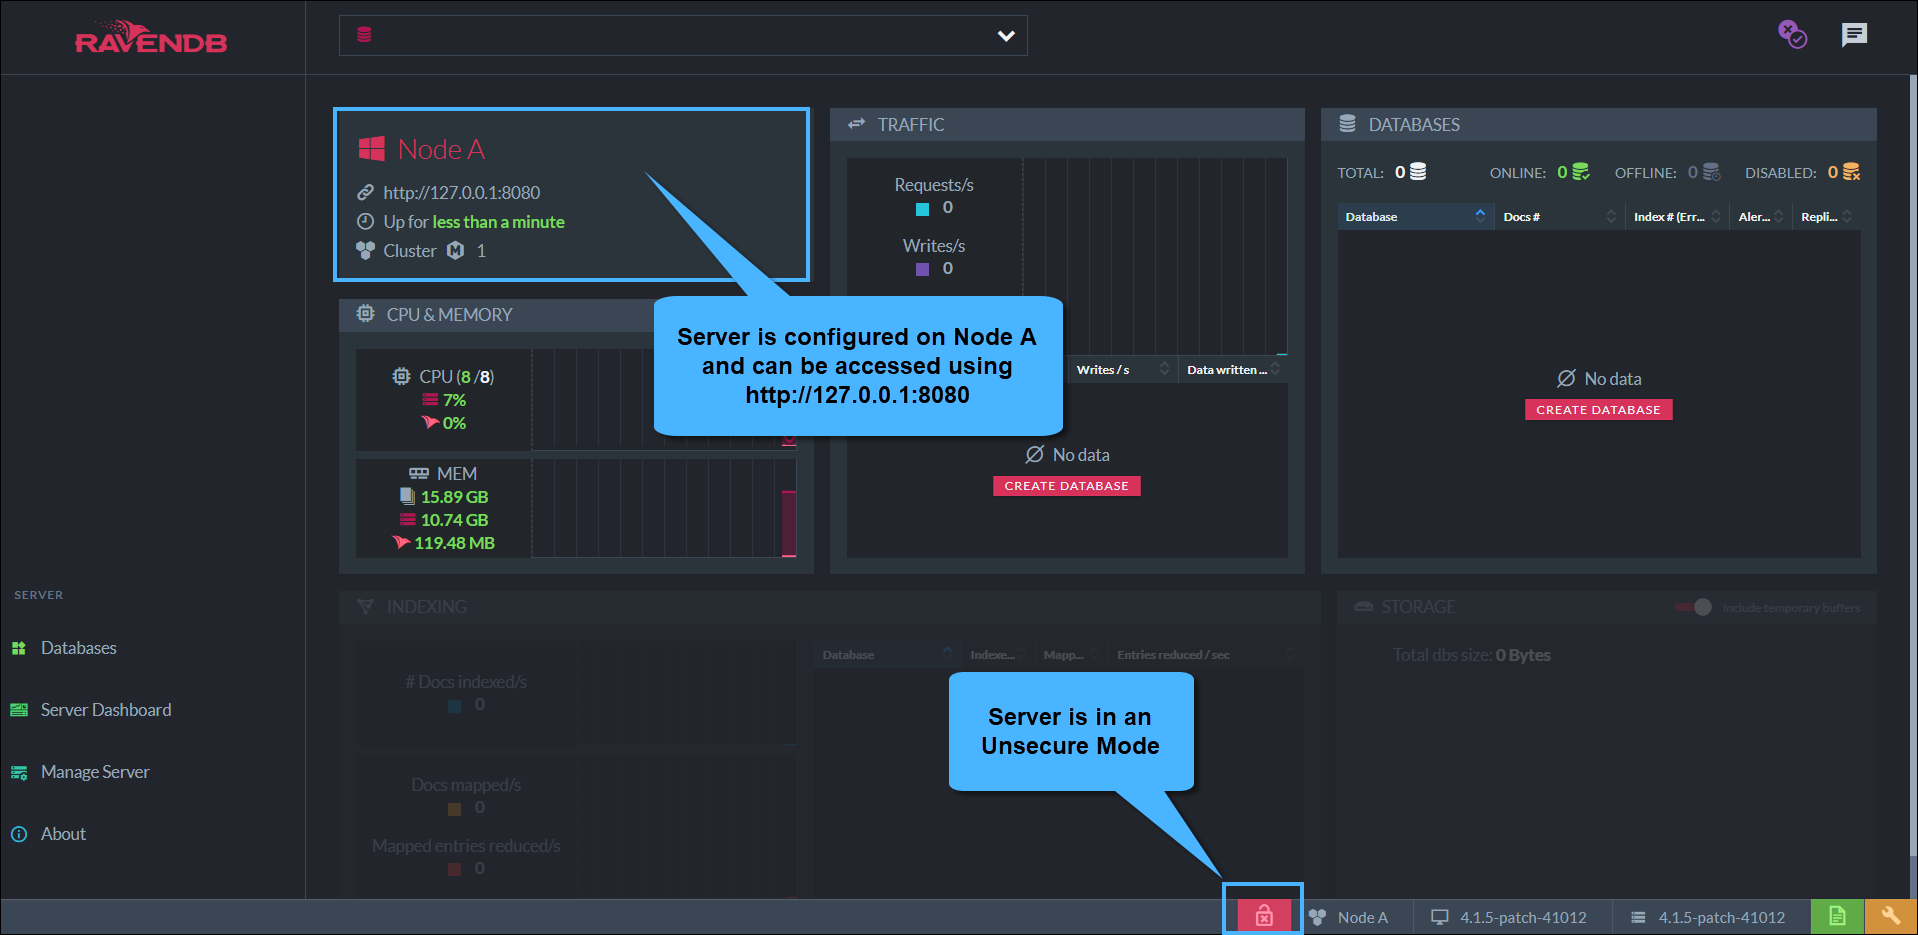 RAVENDB
Node A
http://127.0.0.1:8080
Up for less than a minute
Cluster M 1
TRAFFIC
Requests/s
0
Writes/s
0
Writes / s
Data written ...
No data
CREATE DATABASE
DATABASES
TOTAL: 0
ONLINE: 0
OFFLINE: 0
DISABLED: 0
Database
Docs #
Index # (Err...
Aler...
Repli...
No data
CREATE DATABASE
CPU & MEMORY
CPU (8 /8)
7%
0%
MEM
15.89 GB
10.74 GB
119.48 MB
Server is configured on Node A
and can be accessed using
http://127.0.0.1:8080
SERVER
Databases
Server Dashboard
Manage Server
About
INDEXING
# Docs indexed/s
0
Docs mapped/s
0
Mapped entries reduced/s
0
Database
Indexe...
Mapp...
Entries reduced / sec
STORAGE
Include temporary buffers
Total dbs size: 0 Bytes
Server is in an
Unsecure Mode
Node A
4.1.5-patch-41012
4.1.5-patch-41012